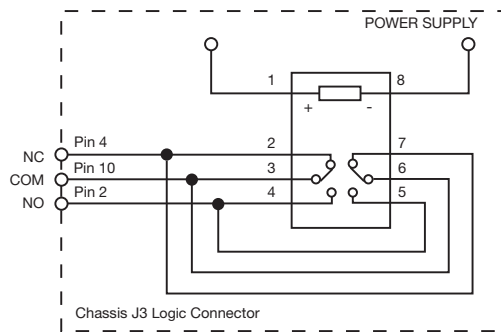 POWER SUPPLY
1
8
+
-
Pin 4
2
7
NC
Pin 10
3
6
COM
Pin 2
4
5
NO
Chassis J3 Logic Connector